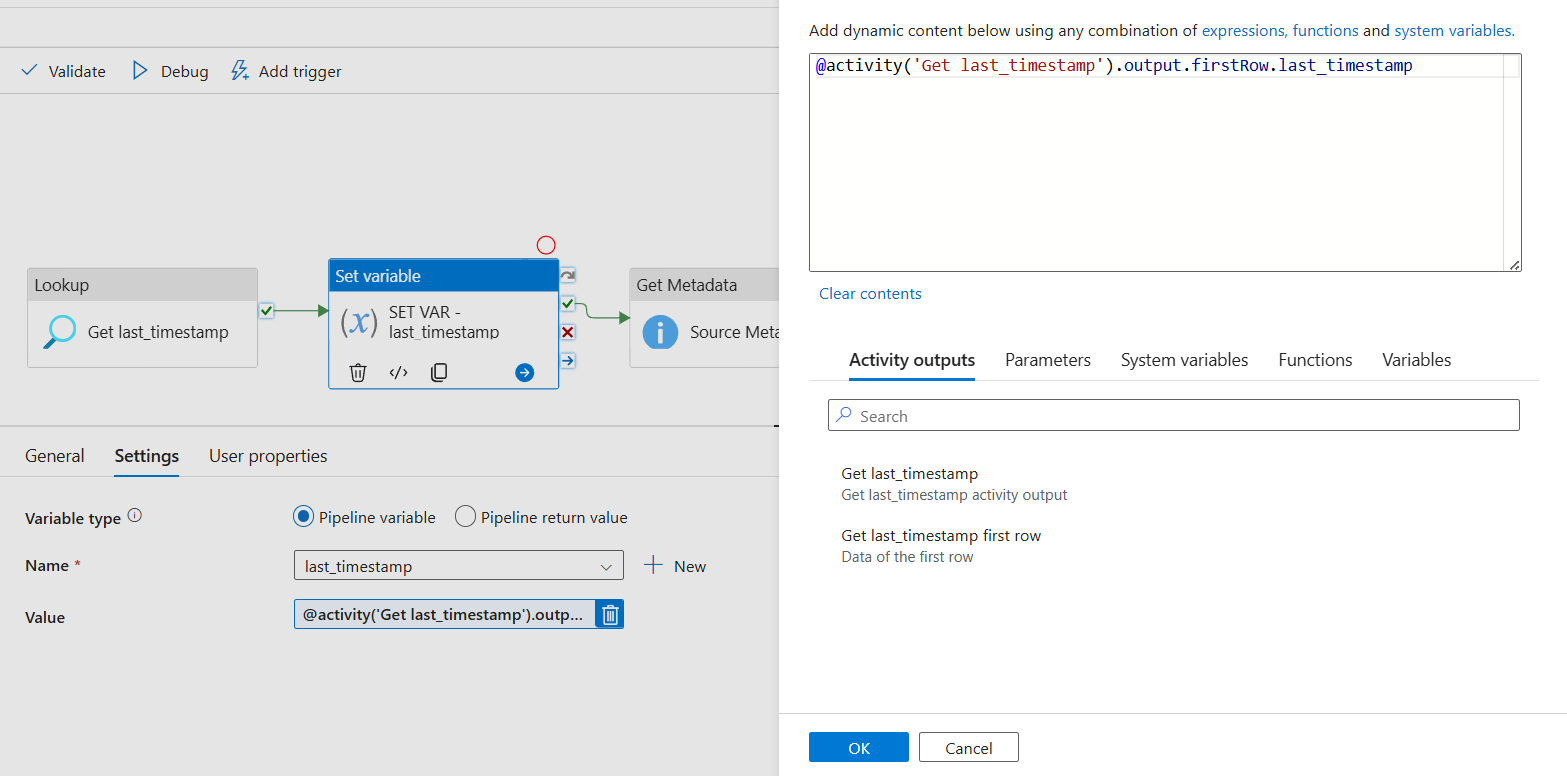 Validate
Debug
Add trigger
Lookup
Get last_timestamp
Set variable
(x)
SET VAR -
last_timestamp
Get Metadata
Source Meta
General
Settings
User properties
Variable type
Pipeline variable
Pipeline return value
Name *
last_timestamp
New
Value
@activity('Get last_timestamp').outp...
Add dynamic content below using any combination of expressions, functions and system variables.
@activity('Get last_timestamp').output.firstRow.last_timestamp
Clear contents
Activity outputs
Parameters
System variables
Functions
Variables
Search
Get last_timestamp
Get last_timestamp activity output
Get last_timestamp first row
Data of the first row
OK
Cancel